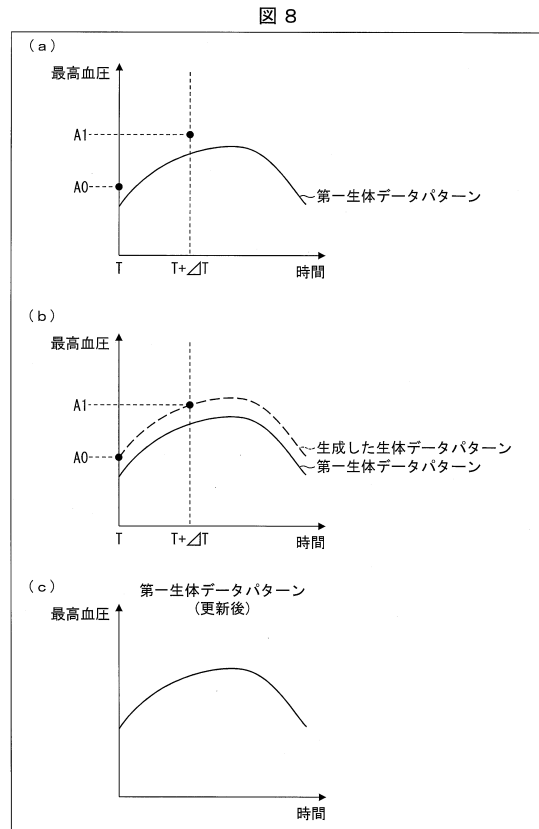 図 8
(a)
最高血圧
A1
A0
第一生体データパターン
T
T+⊿T
時間
(b)
最高血圧
A1
A0
生成した生体データパターン
第一生体データパターン
T
T+⊿T
時間
(c)
第一生体データパターン
(更新後)
最高血圧
時間